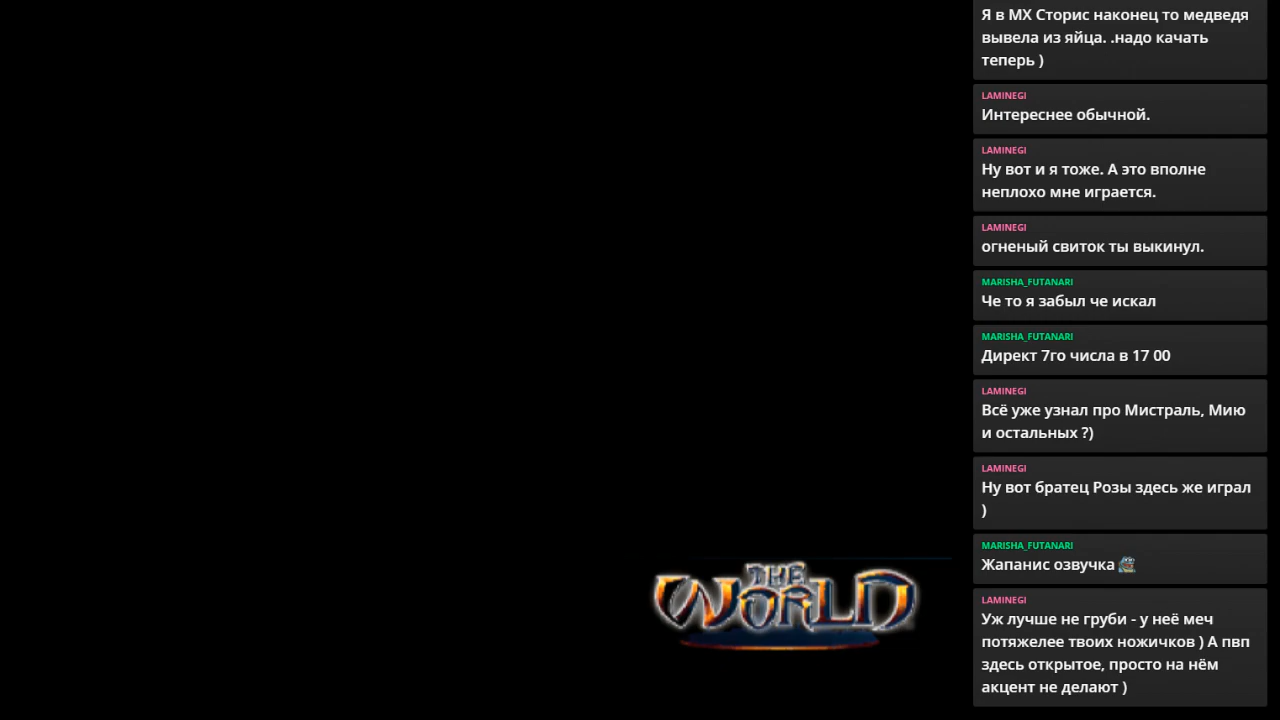 Я в МХ Сторис наконец то медведя
вывела из яйца. .надо качать
теперь )
LAMINEGI
Интереснее обычной.
LAMINEGI
Ну вот и я тоже. А это вполне
неплохо мне играется.
LAMINEGI
огненый свиток ты выкинул.
MARISHA_FUTANARI
Че то я забыл че искал
MARISHA_FUTANARI
Директ 7го числа в 17 00
LAMINEGI
Всё уже узнал про Мистраль, Мию
и остальных ?)
LAMINEGI
Ну вот братец Розы здесь же играл
)
MARISHA_FUTANARI
Жапанис озвучка
LAMINEGI
Уж лучше не груби - у неё меч
потяжелее твоих ножичков ) А пвп
здесь открытое, просто на нём
акцент не делают )
THE
WORLD